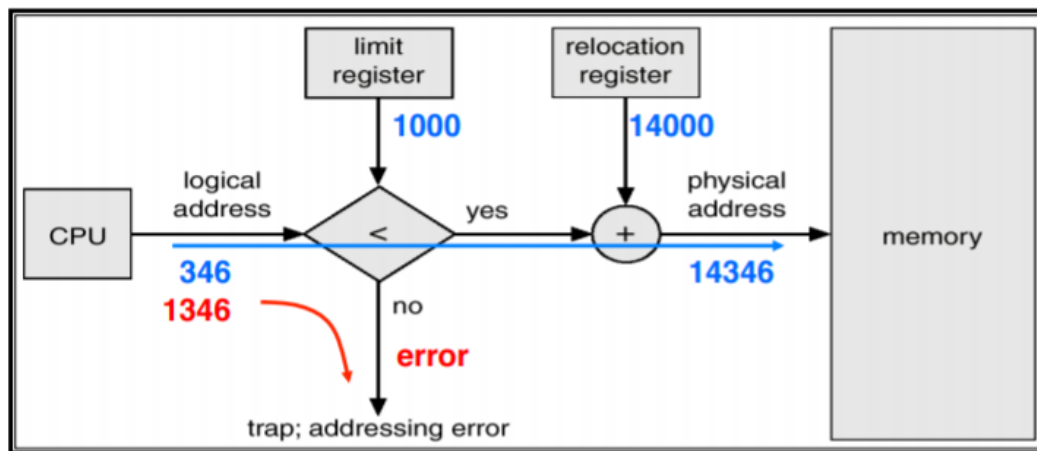 limit
register
relocation
register
1000
14000
logical
address
physical
address
CPU
<
yes
+
memory
346
14346
1346
no
error
trap; addressing error